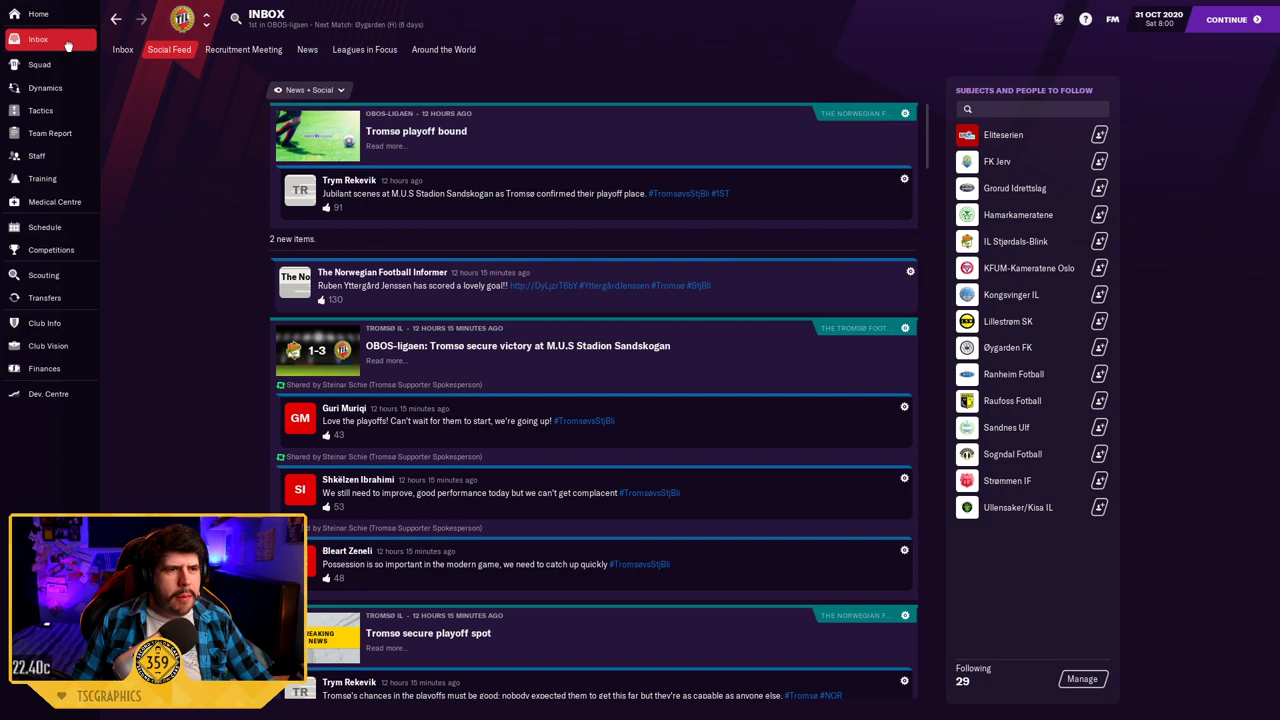 Home
Inbox
Squad
Dynamics
Tactics
Team Report
Staff
Training
Medical Centre
Schedule
Competitions
Scouting
Transfers
Club Info
Club Vision
Finances
Dev. Centre
TIL
INBOX
1st in OBOS-ligaen - Next Match: Øygarden (H) (6 days)
?
FM
31 OCT 2020
Sat 8:00
CONTINUE
Inbox
Social Feed
Recruitment Meeting
News
Leagues in Focus
Around the World
News + Social
OBOS-LIGAEN - 12 HOURS AGO
THE NORWEGIAN F...
Tromsø playoff bound
Read more...
TR
Trym Rekevik 12 hours ago
Jubilant scenes at M.U.S Stadion Sandskogan as Tromsø confirmed their playoff place. #TromsøvsStjBli #1ST
91
2 new items.
The No
The Norwegian Football Informer 12 hours 15 minutes ago
Ruben Yttergård Jenssen has scored a lovely goal!! http://DyLjzrT6bY #YttergårdJenssen #Tromsø #StjBli
130
TROMSØ IL - 12 HOURS 15 MINUTES AGO
THE TROMSØ FOOT...
1-3
OBOS-ligaen: Tromsø secure victory at M.U.S Stadion Sandskogan
Read more...
Shared by Steinar Schie (Tromsø Supporter Spokesperson)
GM
Guri Muriqi 12 hours 15 minutes ago
Love the playoffs! Can't wait for them to start, we're going up! #TromsøvsStjBli
43
Shared by Steinar Schie (Tromsø Supporter Spokesperson)
SI
Shkëlzen Ibrahimi 12 hours 15 minutes ago
We still need to improve, good performance today but we can't get complacent #TromsøvsStjBli
53
d by Steinar Schie (Tromsø Supporter Spokesperson)
Bleart Zeneli 12 hours 15 minutes ago
Possession is so important in the modern game, we need to catch up quickly #TromsøvsStjBli
48
TROMSØ IL - 12 HOURS 15 MINUTES AGO
THE NORWEGIAN F...
REAKING
NEWS
Tromsø secure playoff spot
Read more...
TR
Trym Rekevik 12 hours 15 minutes ago
Tromsø's chances in the playoffs must be good; nobody expected them to get this far but they're as capable as anyone else. #Tromsø #NOR
SUBJECTS AND PEOPLE TO FOLLOW
Eliteserien
FK Jerv
Grorud Idrettslag
Hamarkameratene
IL Stjørdals-Blink
KFUM-Kameratene Oslo
Kongsvinger IL
Lillestrøm SK
Øygarden FK
Ranheim Fotball
Raufoss Fotball
Sandnes Ulf
Sogndal Fotball
Strømmen IF
Ullensaker/Kisa IL
Following
29
Manage
22.40c
359
TSCGRAPHICS